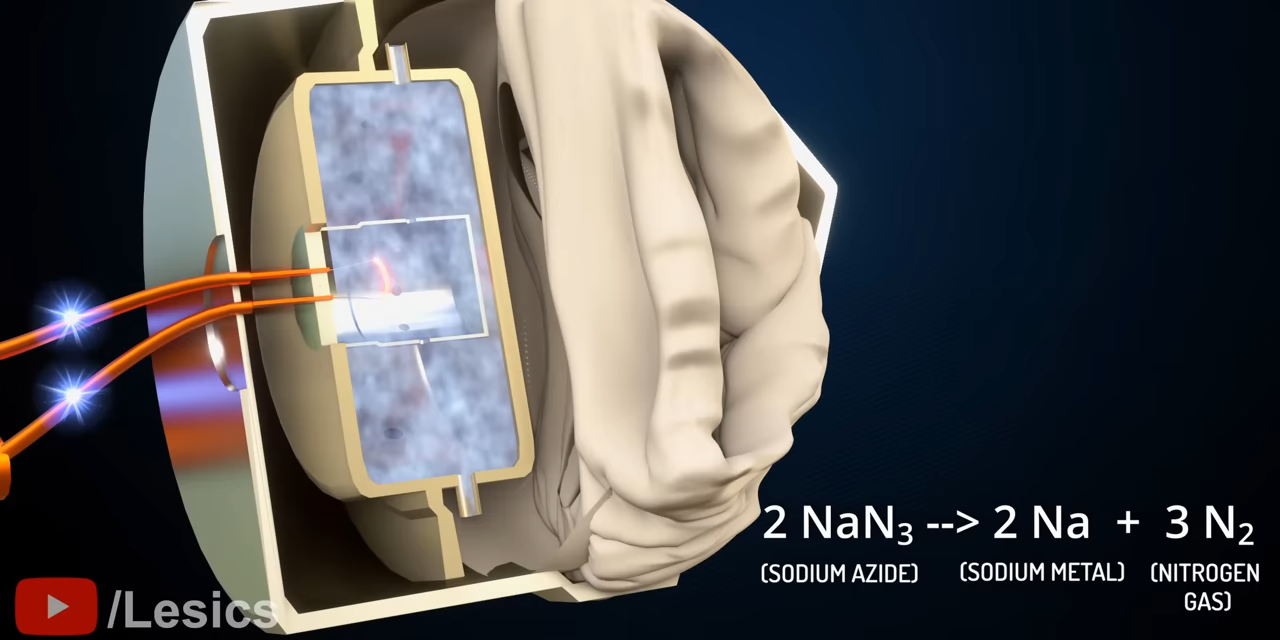 2 NaN₃ --> 2 Na + 3 N₂
(SODIUM AZIDE) (SODIUM METAL) (NITROGEN
GAS)
/Lesics